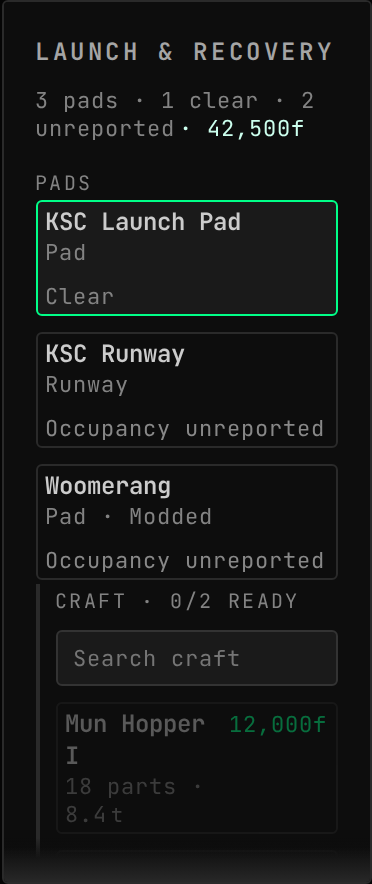 LAUNCH & RECOVERY
3 pads · 1 clear · 2
unreported · 42,500f
PADS
KSC Launch Pad
Pad
Clear
KSC Runway
Runway
Occupancy unreported
Woomerang
Pad · Modded
Occupancy unreported
CRAFT · 0/2 READY
Search craft
Mun Hopper 12,000f
I
18 parts ·
8.4t